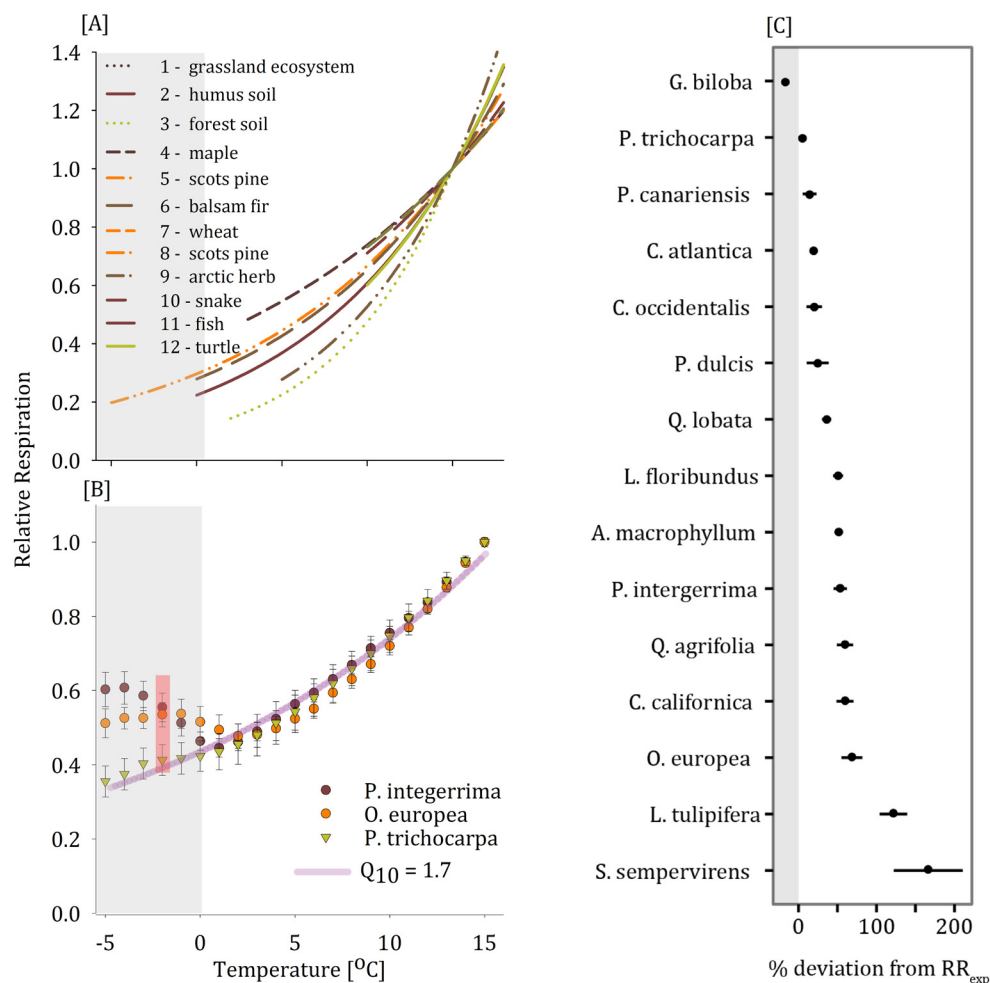 [A]
1.4
1.2
1.0
0.8
0.6
0.4
0.2
0.0
1 - grassland ecosystem
2 - humus soil
3 - forest soil
4 - maple
5 - scots pine
6 - balsam fir
7 - wheat
8 - scots pine
9 - arctic herb
10 - snake
11 - fish
12 - turtle
Relative Respiration
[B]
1.0
0.8
0.6
0.4
0.2
0.0
P. integerrima
O. europea
P. trichocarpa
Q10 = 1.7
-5 0 5 10 15
Temperature [oC]
[C]
G. biloba
P. trichocarpa
P. canariensis
C. atlantica
C. occidentalis
P. dulcis
Q. lobata
L. floribundus
A. macrophyllum
P. intergerrima
Q. agrifolia
C. californica
O. europea
L. tulipifera
S. sempervirens
0 100 200
% deviation from RRexp